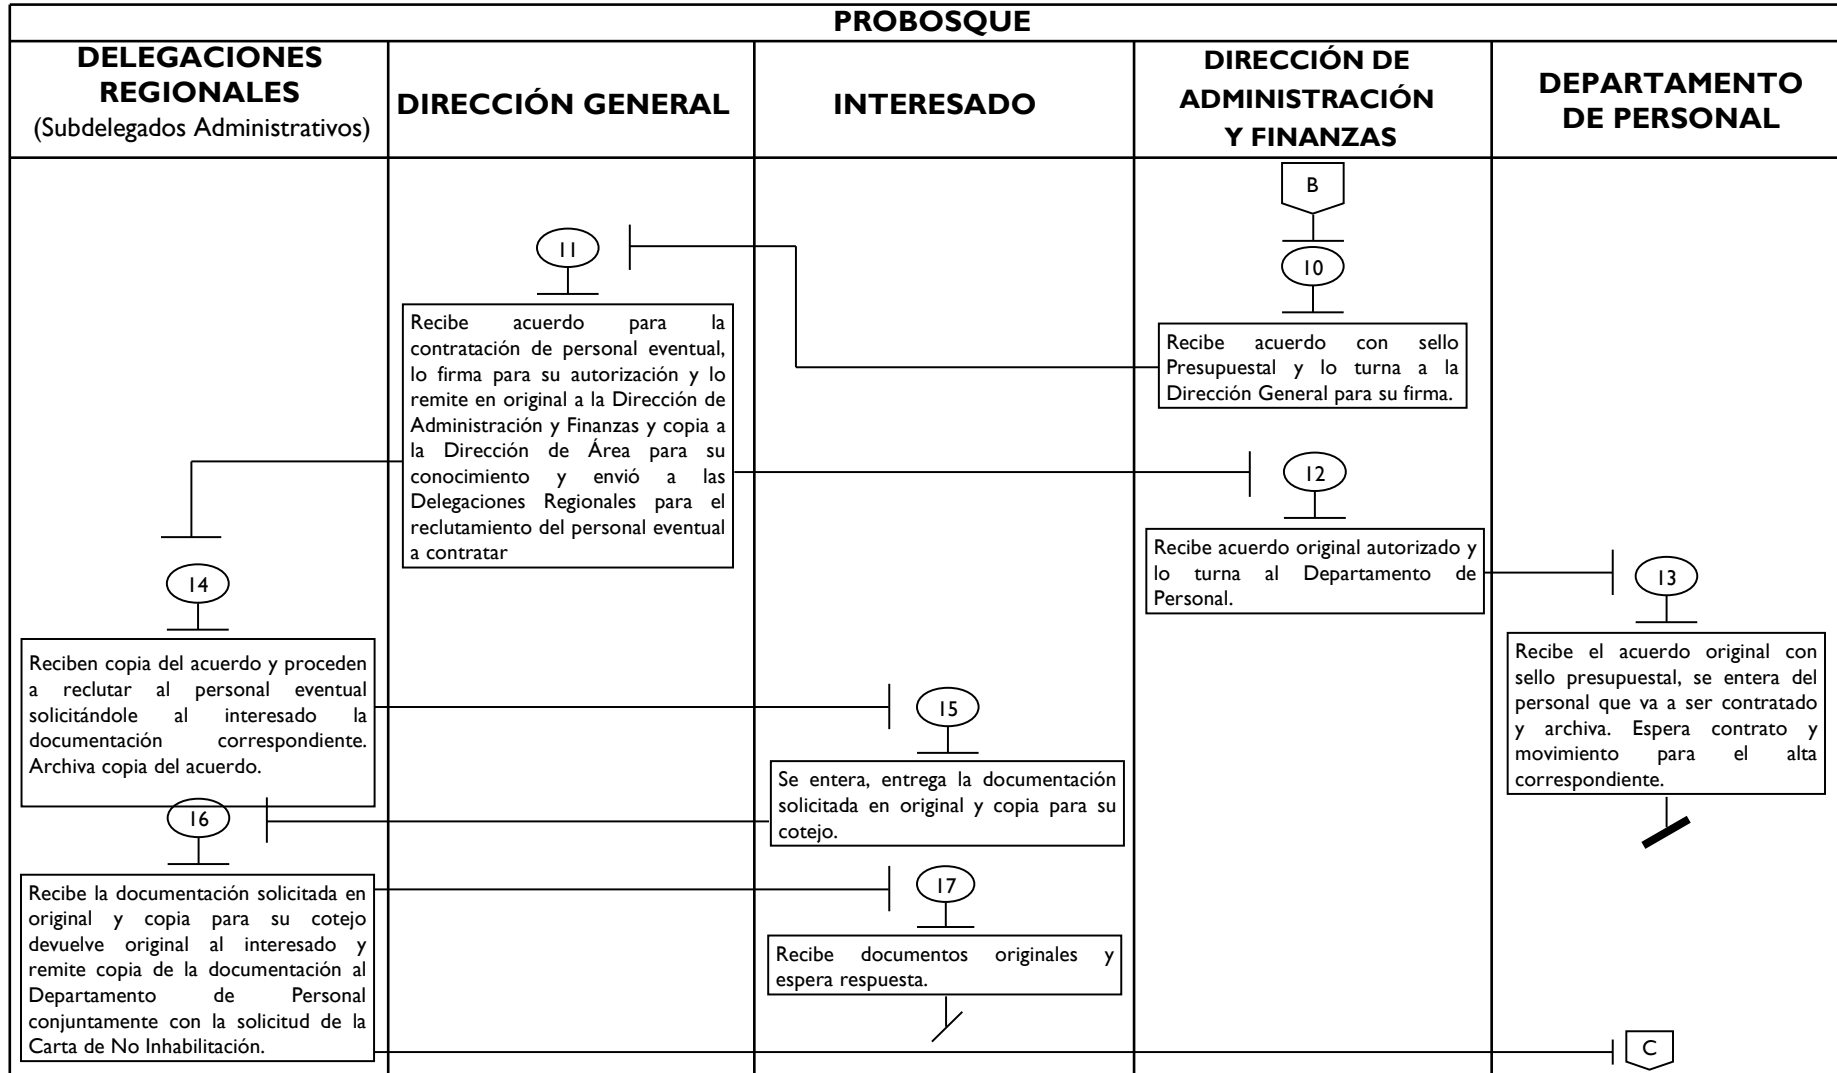 PROBOSQUE
DELEGACIONES
REGIONALES
(Subdelegados Administrativos)
DIRECCIÓN GENERAL
INTERESADO
DIRECCIÓN DE
ADMINISTRACIÓN
Y FINANZAS
DEPARTAMENTO
DE PERSONAL
B
10
Recibe acuerdo con sello
Presupuestal y lo turna a la
Dirección General para su firma.
11
Recibe acuerdo para la
contratación de personal eventual,
lo firma para su autorización y lo
remite en original a la Dirección de
Administración y Finanzas y copia a
la Dirección de Área para su
conocimiento y envió a las
Delegaciones Regionales para el
reclutamiento del personal eventual
a contratar
12
Recibe acuerdo original autorizado y
lo turna al Departamento de
Personal.
13
Recibe el acuerdo original con
sello presupuestal, se entera del
personal que va a ser contratado
y archiva. Espera contrato y
movimiento para el alta
correspondiente.
14
Reciben copia del acuerdo y proceden
a reclutar al personal eventual
solicitándole al interesado la
documentación correspondiente.
Archiva copia del acuerdo.
15
Se entera, entrega la documentación
solicitada en original y copia para su
cotejo.
16
Recibe la documentación solicitada en
original y copia para su cotejo
devuelve original al interesado y
remite copia de la documentación al
Departamento de Personal
conjuntamente con la solicitud de la
Carta de No Inhabilitación.
17
Recibe documentos originales y
espera respuesta.
C